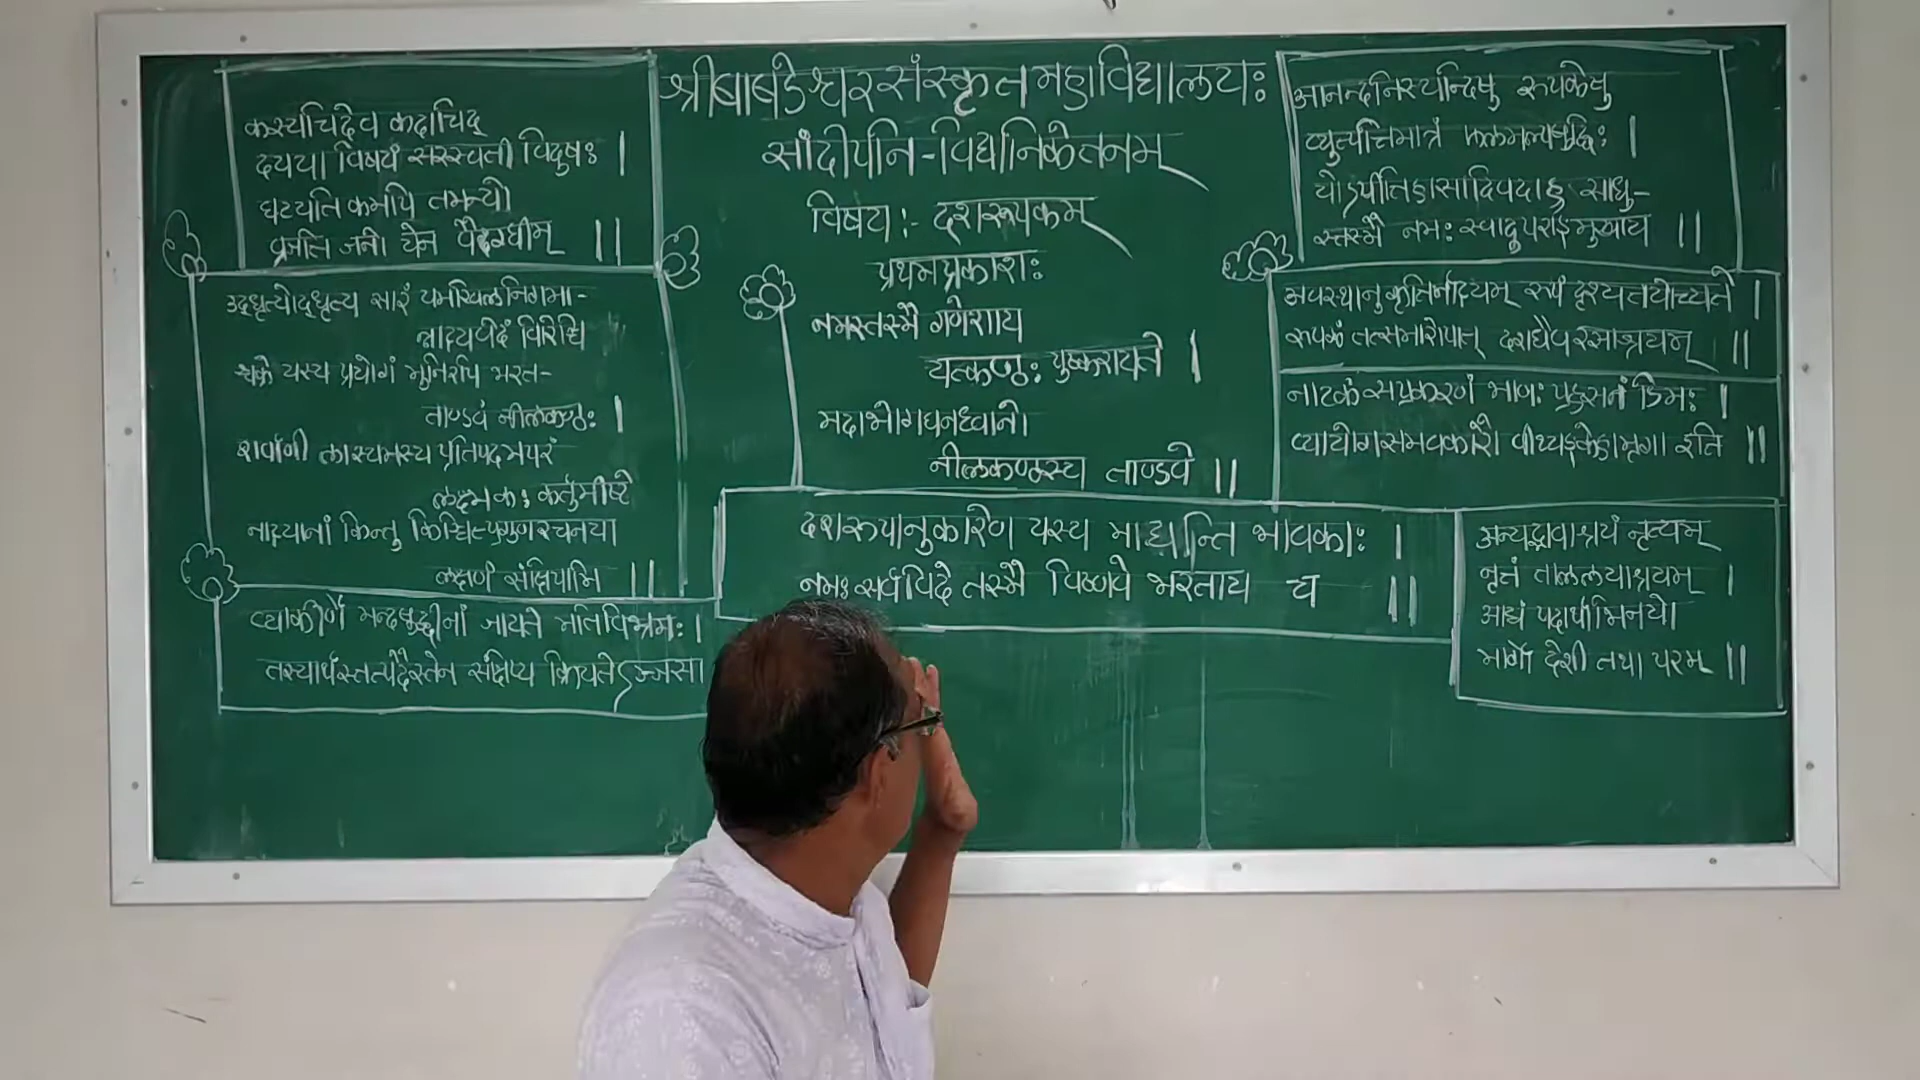 श्रीबाबडेश्वरसंस्कृतमहाविद्यालयः
सांदीपनि-विद्यानिकेतनम्
विषय:- दशरूपकम्
प्रथमप्रकाशः
नमस्तस्मै गणेशाय
यत्कण्ठः पुष्करायते ।
मदाभोगघनध्वानो
नीलकण्ठस्य ताण्डवे ॥
दशरूपानुकारेण यस्य माद्यन्ति भावकाः ।
नमः सर्वविदे तस्मै विष्णवे भरताय च ॥
कस्यचिदेव कदाचिद्
दयया विषयं सरस्वती विदुषः ।
घटयति कमपि तमन्यो
व्रजति जनो येन वैदग्धीम् ॥
उद्धृत्योद्धृत्य सारं यमखिलनिगमा-
न्नाट्यवेदं विरिञ्चि
श्चक्रे यस्य प्रयोगं मुनिरपि भरत-
ताण्डवं नीलकण्ठः ।
शर्वाणी लास्यमस्य प्रतिपदमपरं
लक्ष्मकः कर्तुमीष्टे
नाट्यानां किन्तु किञ्चित्प्रगुणरचनया
लक्षणं संक्षिपामि ॥
व्याकीर्णे मन्दबुद्धीनां जायते मतिविभ्रमः ।
तस्यार्थस्तत्पदैस्तेन संक्षिप्य क्रियतेऽञ्जसा
आनन्दनिस्यन्दिषु रूपकेषु
व्युत्पत्तिमात्रं फलमल्पबुद्धिः ।
योऽपीतिहासादिवदाह साधु-
स्तस्मै नमः स्वादुपराङ्मुखाय ॥
अवस्थानुकृतिर्नाट्यम् रूपं दृश्यतयोच्यते ।
रूपकं तत्समारोपात् दशधैव रसाश्रयम् ॥
नाटकं सप्रकरणं भाणः प्रहसनं डिमः ।
व्यायोगसमवकारौ वीथ्यङ्केहामृगा इति ॥
अन्यद्भावाश्रयं नृत्यम्
नृत्तं ताललयाश्रयम् ।
आद्यं पदार्थाभिनयो
मार्गो देशी तथा परम् ॥